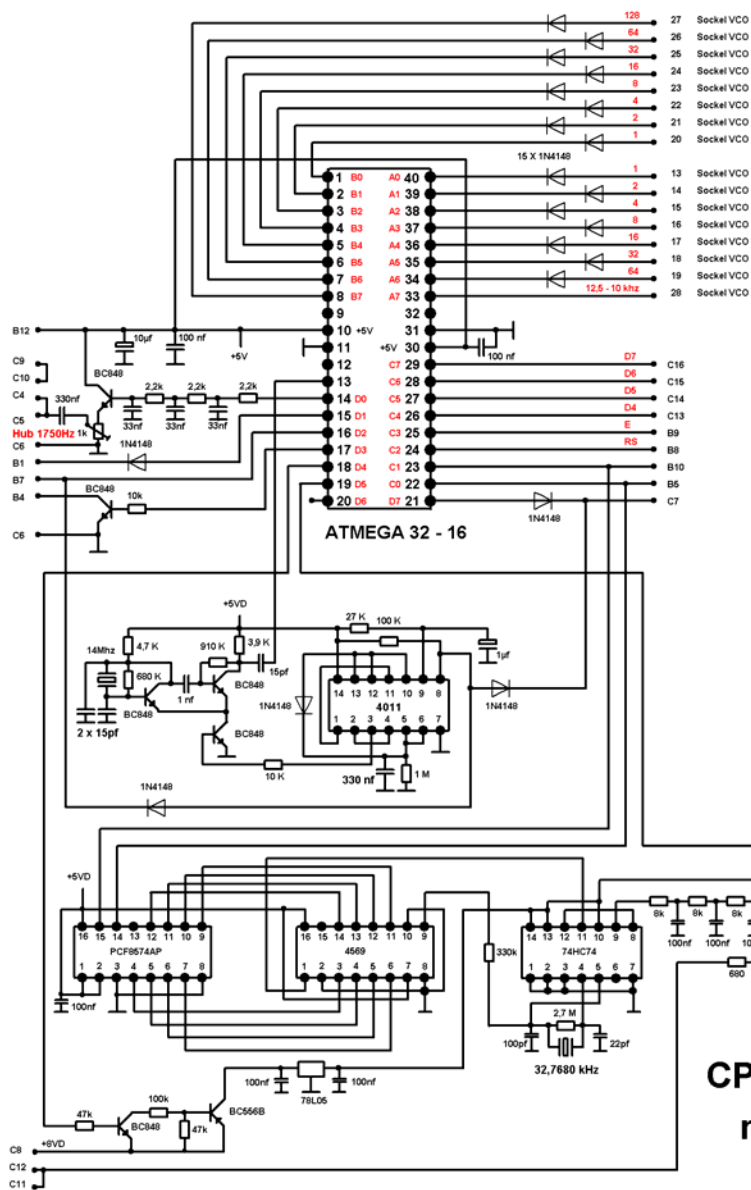 128 27 Sockel VCO
64 26 Sockel VCO
32 25 Sockel VCO
16 24 Sockel VCO
8 23 Sockel VCO
4 22 Sockel VCO
2 21 Sockel VCO
1 20 Sockel VCO
15 X 1N4148
1 B0 A0 40 1 13 Sockel VCO
2 B1 A1 39 2 14 Sockel VCO
3 B2 A2 38 4 15 Sockel VCO
4 B3 A3 37 8 16 Sockel VCO
5 B4 A4 36 16 17 Sockel VCO
6 B5 A5 35 32 18 Sockel VCO
7 B6 A6 34 64 19 Sockel VCO
8 B7 A7 33 12,5 - 10 khz 28 Sockel VCO
9 32
B12 10µf 100 nf +5V 10 +5V 31
11 +5V 30 100 nf
C9 12 C7 29 D7 C16
C10 BC848 13 C6 28 D6 C15
C4 330nf 2,2k 2,2k 2,2k 14 D0 C5 27 D5 C14
C5 1k 33nf 33nf 33nf 15 D1 C4 26 D4 C13
Hub 1750Hz
C6 1N4148 16 D2 C3 25 E B9
B1 17 D3 C2 24 RS B8
B7 BC848 18 D4 C1 23 B10
B4 10k 19 D5 C0 22 B5
20 D6 D7 21 1N4148 C7
C6
ATMEGA 32 - 16
+5VD
27 K 100 K
14Mhz 4,7 K 910 K 3,9 K 15pf 1µf
680 K BC848
1N4148 14 13 12 11 10 9 8 1N4148
BC848 1 nf 4011
2 x 15pf BC848 1 2 3 4 5 6 7
10 K 330 nf 1 M
1N4148
+5VD
16 15 14 13 12 11 10 9
PCF8574AP
1 2 3 4 5 6 7 8
100nf
16 15 14 13 12 11 10 9
4569
1 2 3 4 5 6 7 8
330k
14 13 12 11 10 9 8
74HC74
1 2 3 4 5 6 7
8k 8k 8k
100nf 100nf
680
100pf 2,7 M 22pf
32,7680 kHz
100nf 78L05 100nf
47k BC848 100k 47k BC556B
C8 +8VD
C12
C11
CP